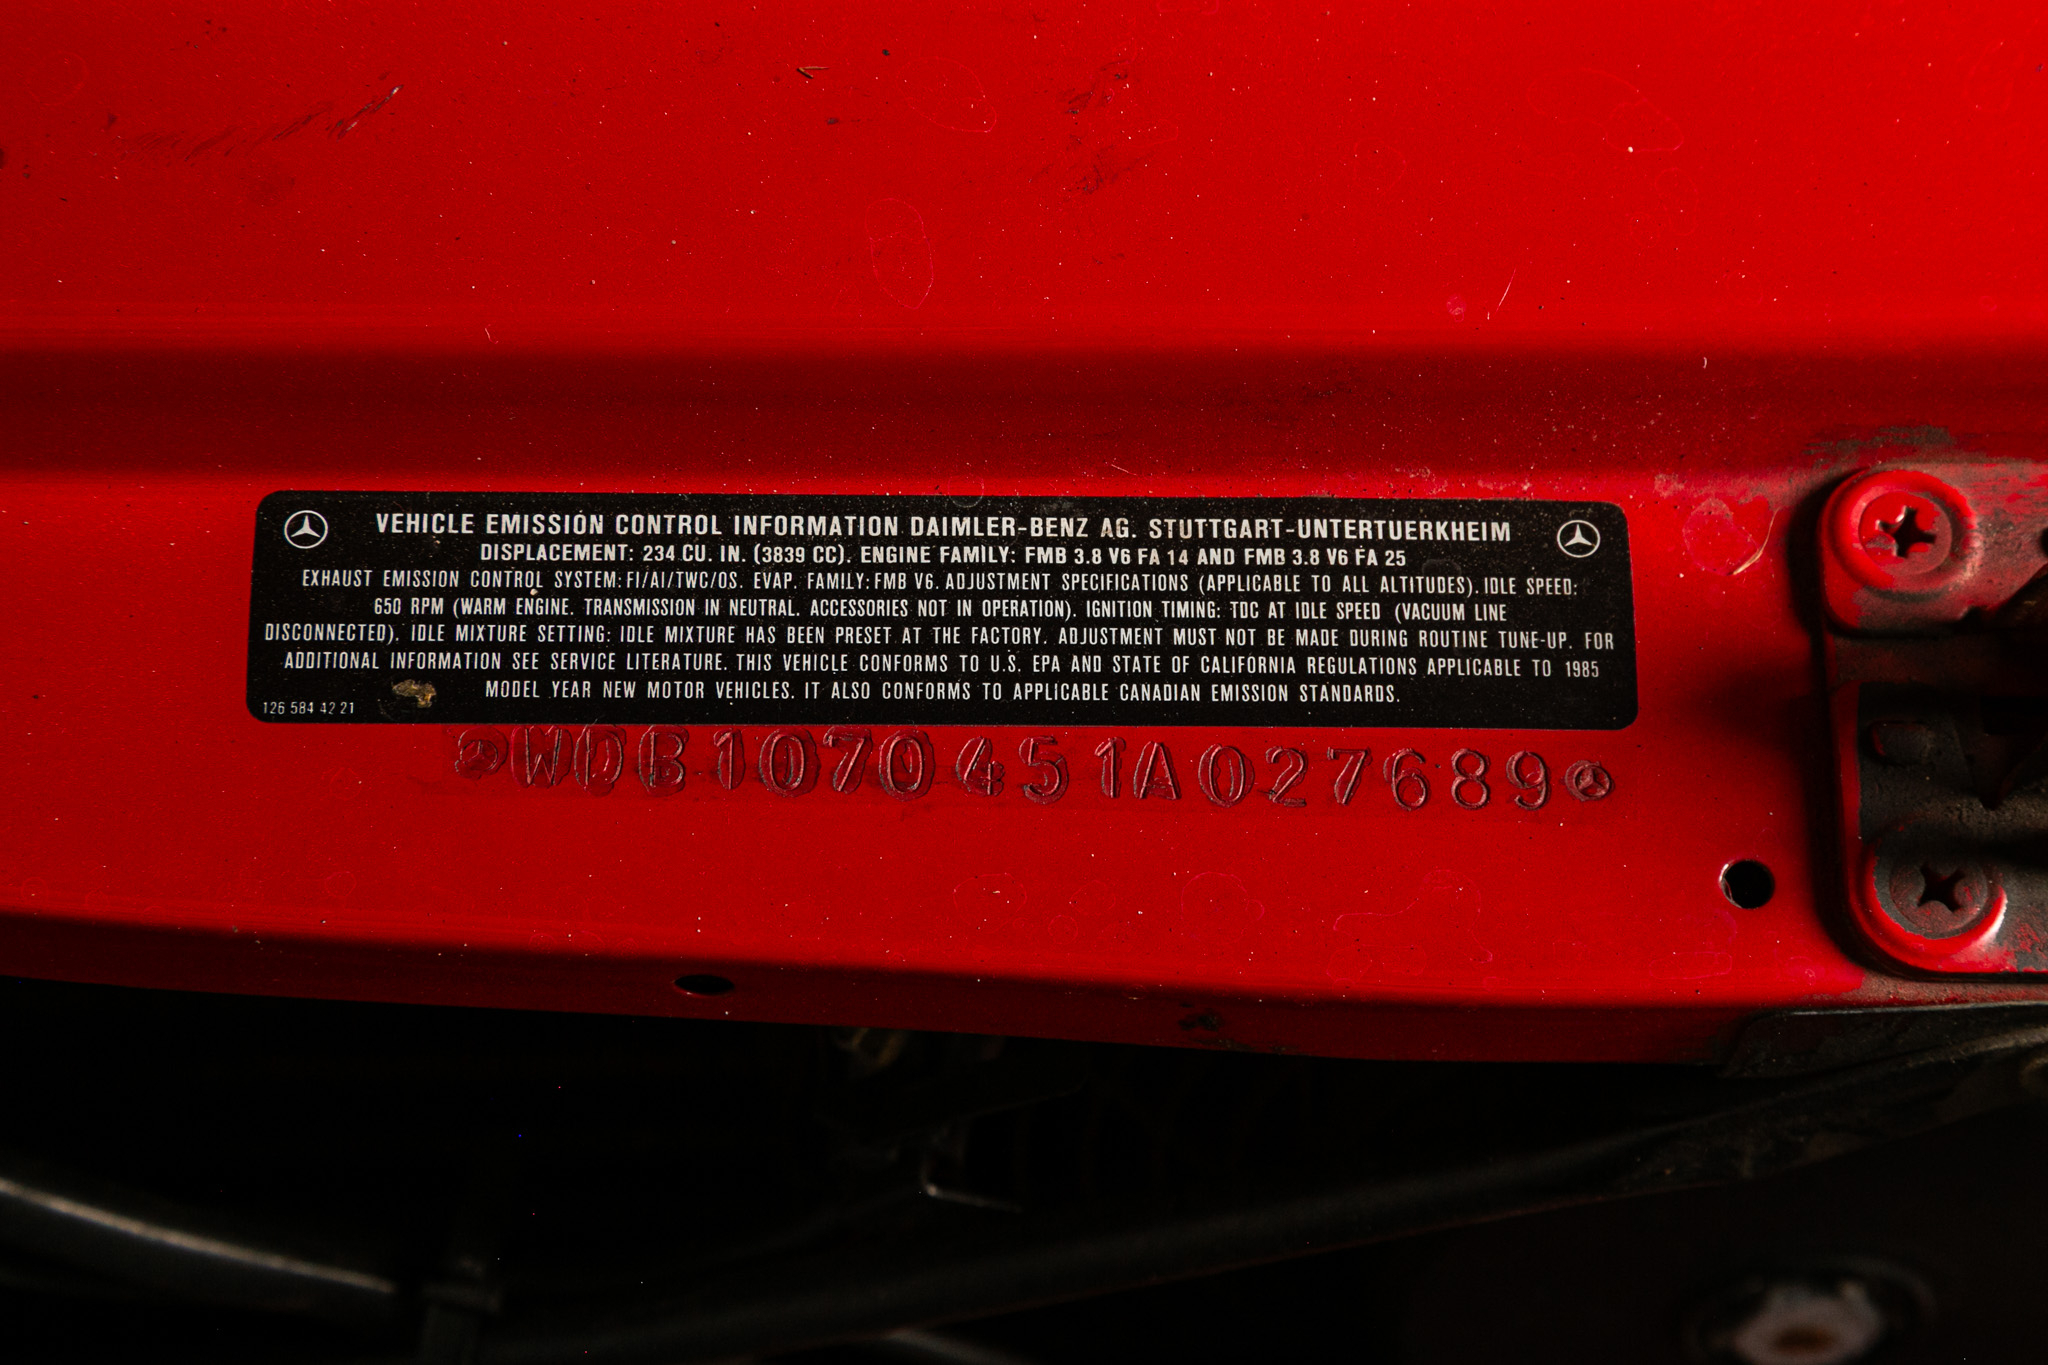 VEHICLE EMISSION CONTROL INFORMATION DAIMLER-BENZ AG. STUTTGART-UNTERTUERKHEIM
DISPLACEMENT: 234 CU. IN. (3839 CC). ENGINE FAMILY: FMB 3.8 V6 FA 14 AND FMB 3.8 V6 FA 25
EXHAUST EMISSION CONTROL SYSTEM: FI/AI/TWC/OS. EVAP. FAMILY: FMB V6. ADJUSTMENT SPECIFICATIONS (APPLICABLE TO ALL ALTITUDES). IDLE SPEED:
650 RPM (WARM ENGINE. TRANSMISSION IN NEUTRAL. ACCESSORIES NOT IN OPERATION). IGNITION TIMING: TDC AT IDLE SPEED (VACUUM LINE
DISCONNECTED). IDLE MIXTURE SETTING: IDLE MIXTURE HAS BEEN PRESET AT THE FACTORY. ADJUSTMENT MUST NOT BE MADE DURING ROUTINE TUNE-UP. FOR
ADDITIONAL INFORMATION SEE SERVICE LITERATURE. THIS VEHICLE CONFORMS TO U.S. EPA AND STATE OF CALIFORNIA REGULATIONS APPLICABLE TO 1985
MODEL YEAR NEW MOTOR VEHICLES. IT ALSO CONFORMS TO APPLICABLE CANADIAN EMISSION STANDARDS.
126 584 42 21
WDB1070451A027689